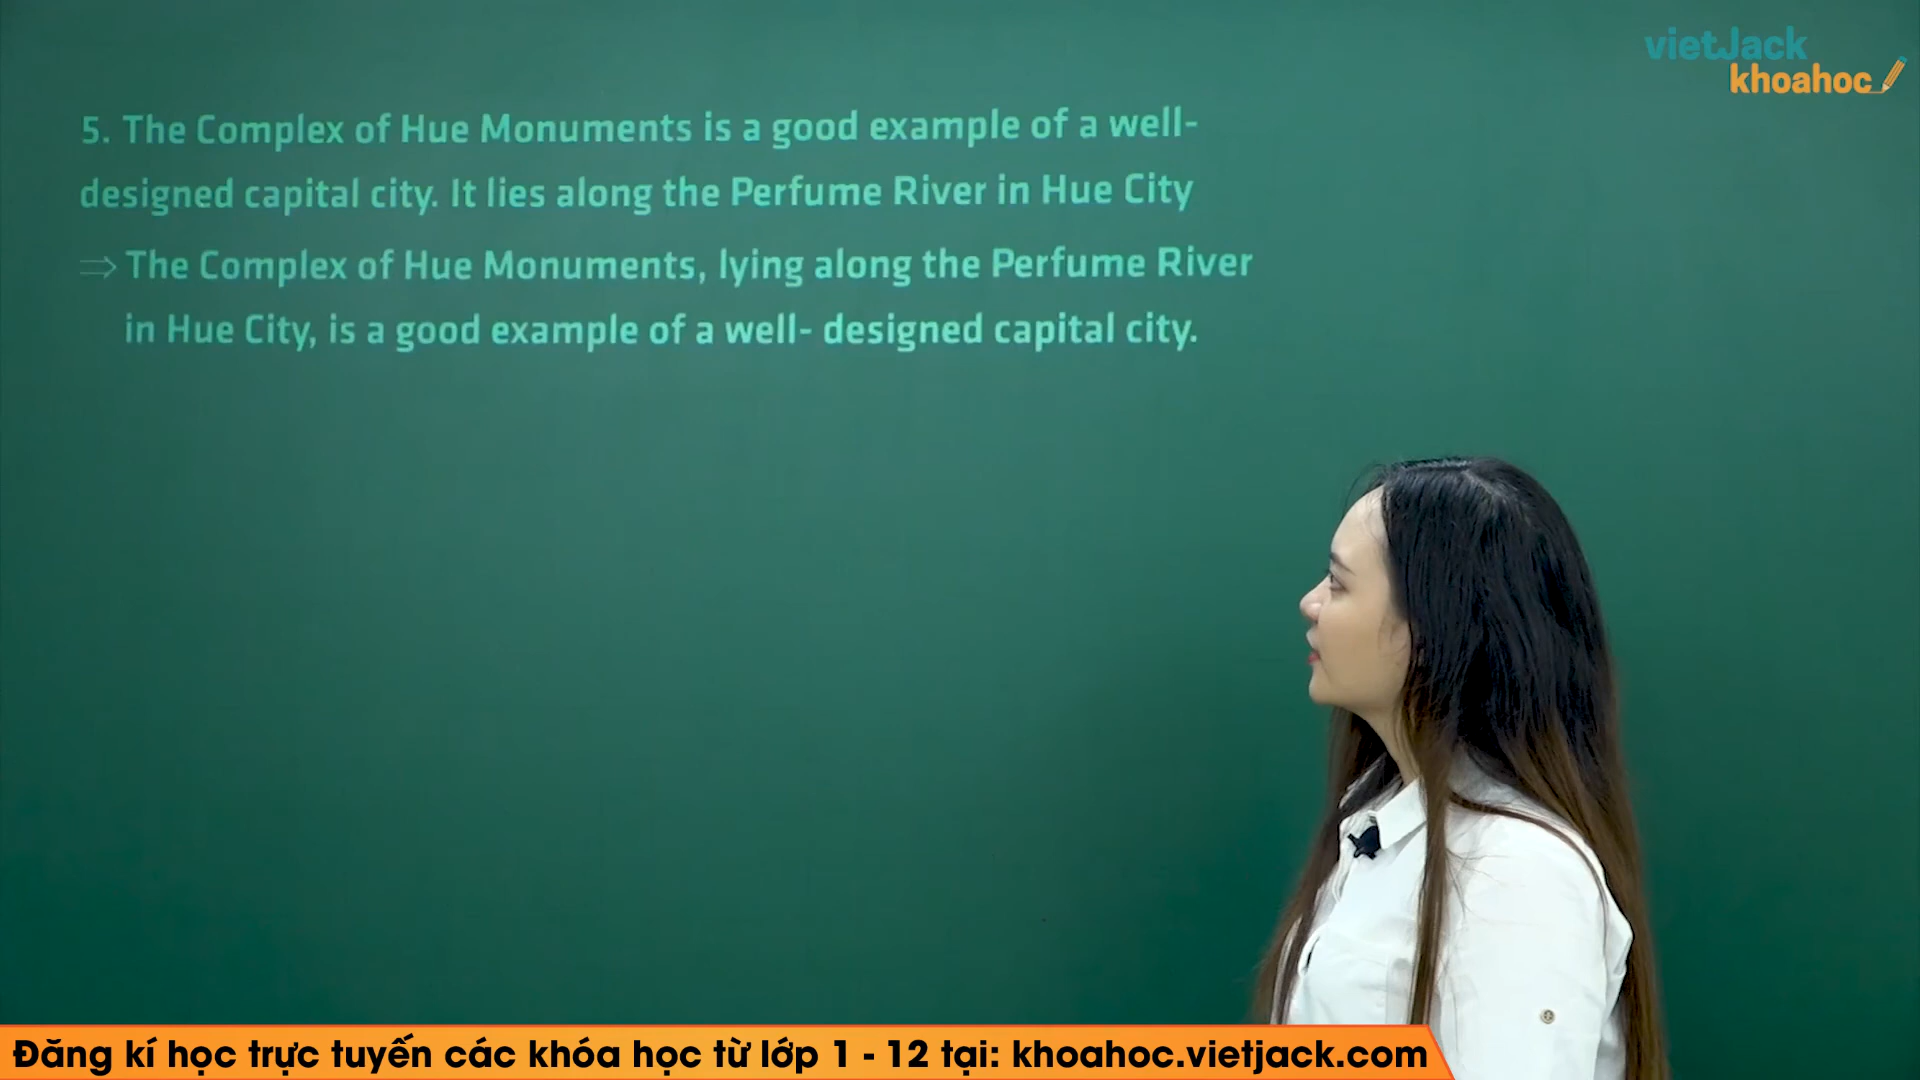 vietJack
khoahoc
5. The Complex of Hue Monuments is a good example of a well-
designed capital city. It lies along the Perfume River in Hue City
⇒ The Complex of Hue Monuments, lying along the Perfume River
in Hue City, is a good example of a well- designed capital city.
Đăng kí học trực tuyến các khóa học từ lớp 1 - 12 tại: khoahoc.vietjack.com